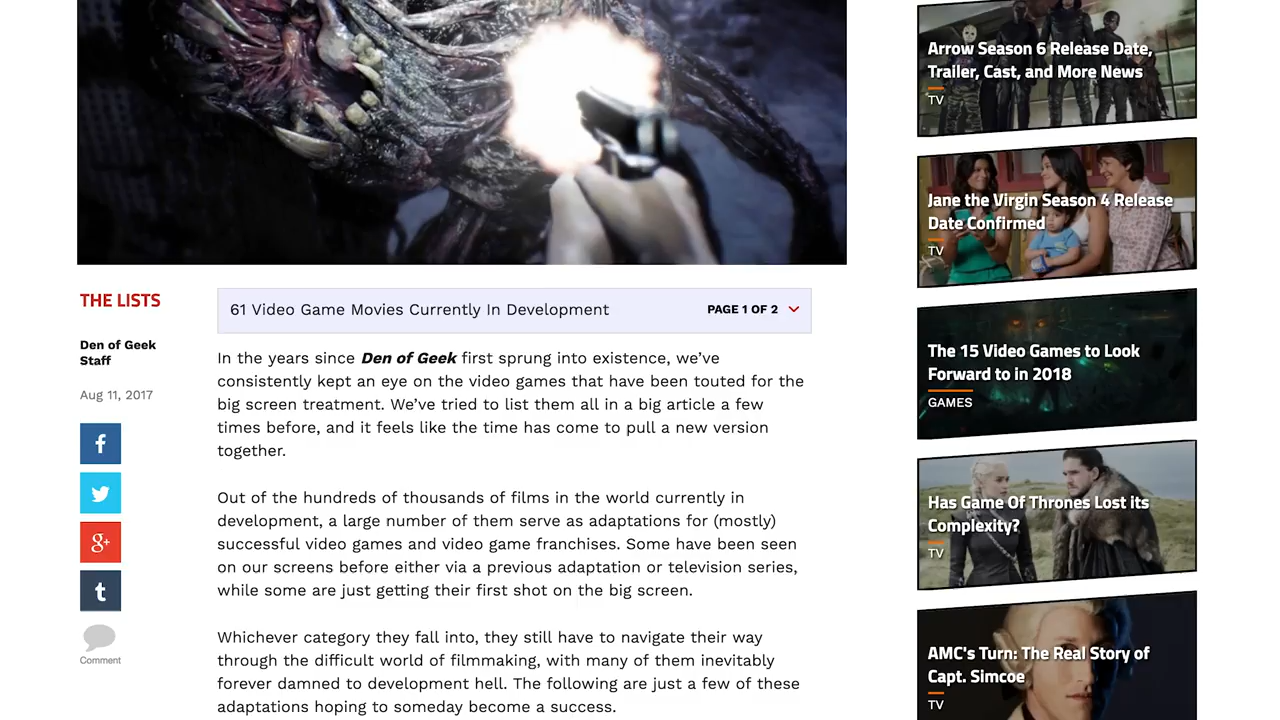 THE LISTS
Den of Geek
Staff
Aug 11, 2017
f
g+
t
Comment
61 Video Game Movies Currently In Development
PAGE 1 OF 2
In the years since Den of Geek first sprung into existence, we’ve
consistently kept an eye on the video games that have been touted for the
big screen treatment. We’ve tried to list them all in a big article a few
times before, and it feels like the time has come to pull a new version
together.
Out of the hundreds of thousands of films in the world currently in
development, a large number of them serve as adaptations for (mostly)
successful video games and video game franchises. Some have been seen
on our screens before either via a previous adaptation or television series,
while some are just getting their first shot on the big screen.
Whichever category they fall into, they still have to navigate their way
through the difficult world of filmmaking, with many of them inevitably
forever damned to development hell. The following are just a few of these
adaptations hoping to someday become a success.
Arrow Season 6 Release Date,
Trailer, Cast, and More News
TV
Jane the Virgin Season 4 Release
Date Confirmed
TV
The 15 Video Games to Look
Forward to in 2018
GAMES
Has Game Of Thrones Lost its
Complexity?
TV
AMC's Turn: The Real Story of
Capt. Simcoe
TV